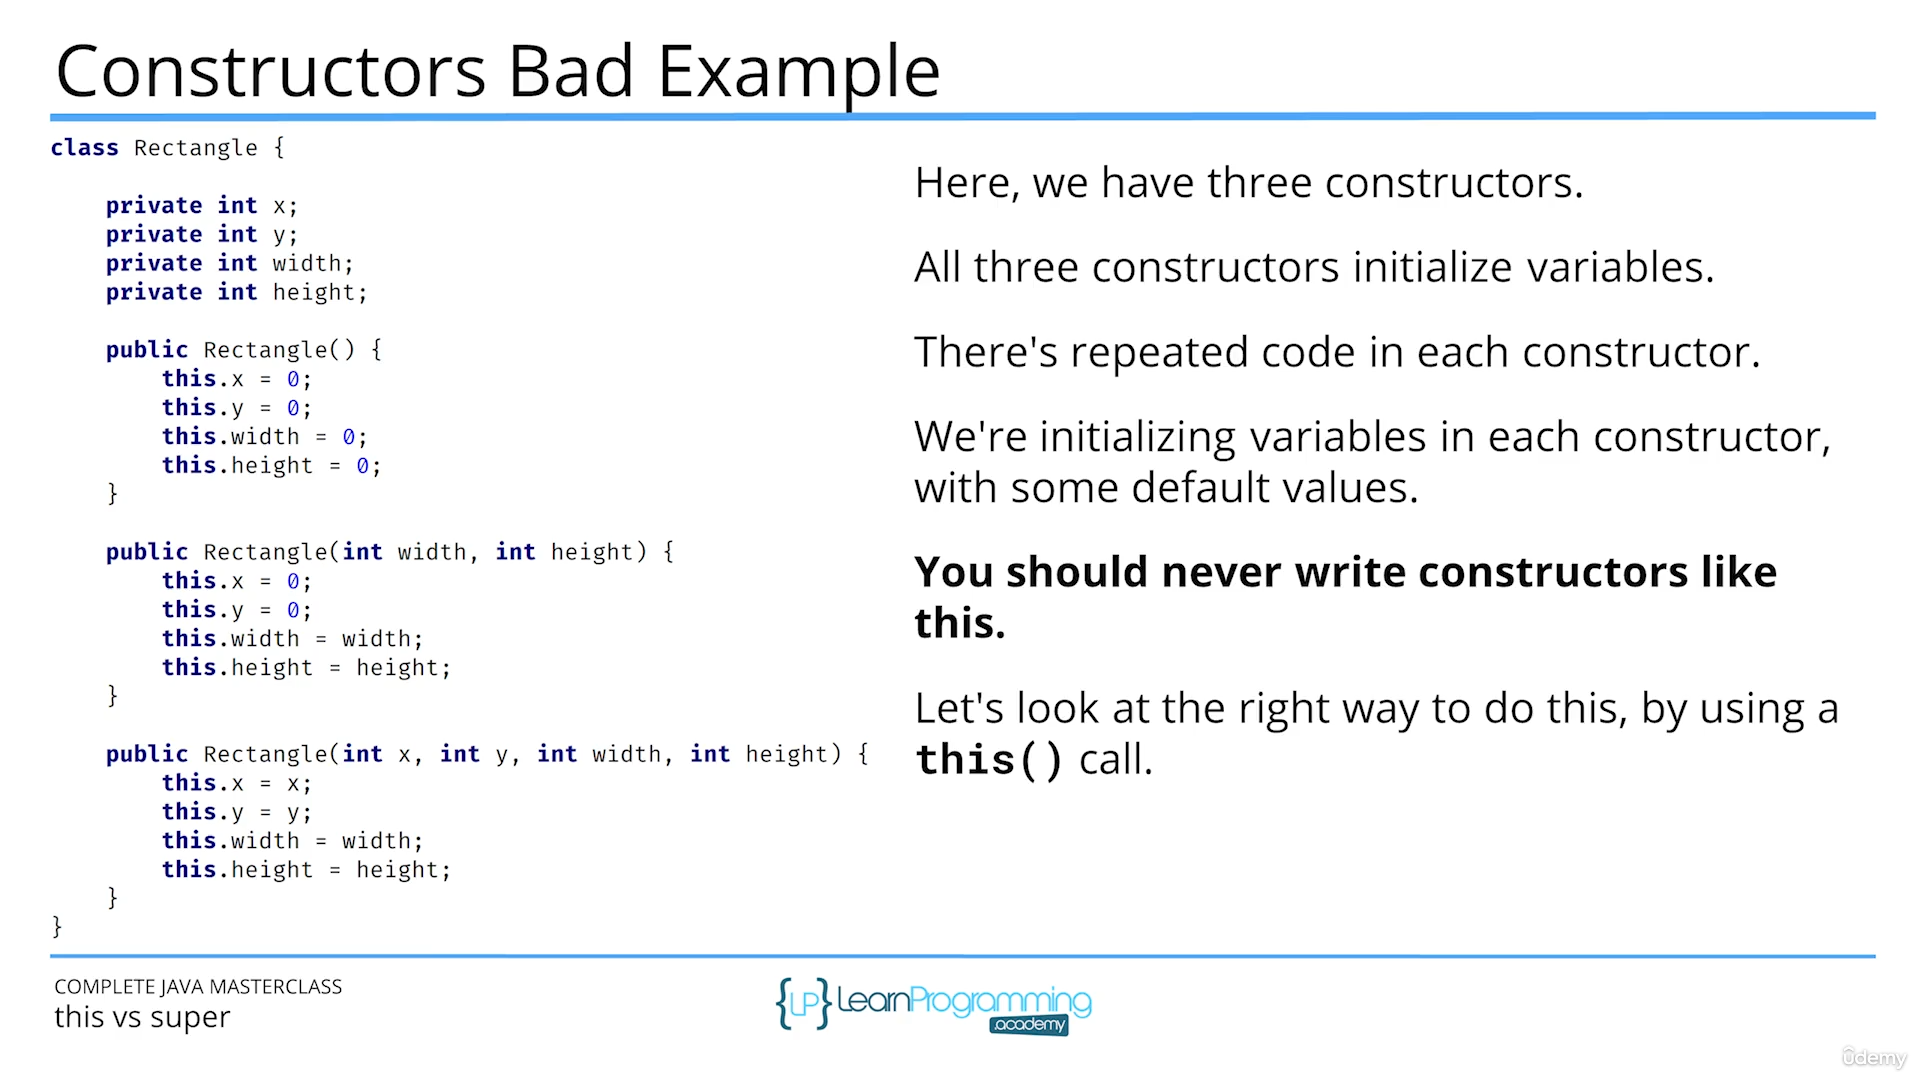 Constructors Bad Example
class Rectangle {
private int x;
private int y;
private int width;
private int height;
public Rectangle() {
this.x = 0;
this.y = 0;
this.width = 0;
this.height = 0;
}
public Rectangle(int width, int height) {
this.x = 0;
this.y = 0;
this.width = width;
this.height = height;
}
public Rectangle(int x, int y, int width, int height) {
this.x = x;
this.y = y;
this.width = width;
this.height = height;
}
}
Here, we have three constructors.
All three constructors initialize variables.
There's repeated code in each constructor.
We're initializing variables in each constructor,
with some default values.
You should never write constructors like
this.
Let's look at the right way to do this, by using a
this() call.
COMPLETE JAVA MASTERCLASS
this vs super
{LP} LearnProgramming
.academy
udemy